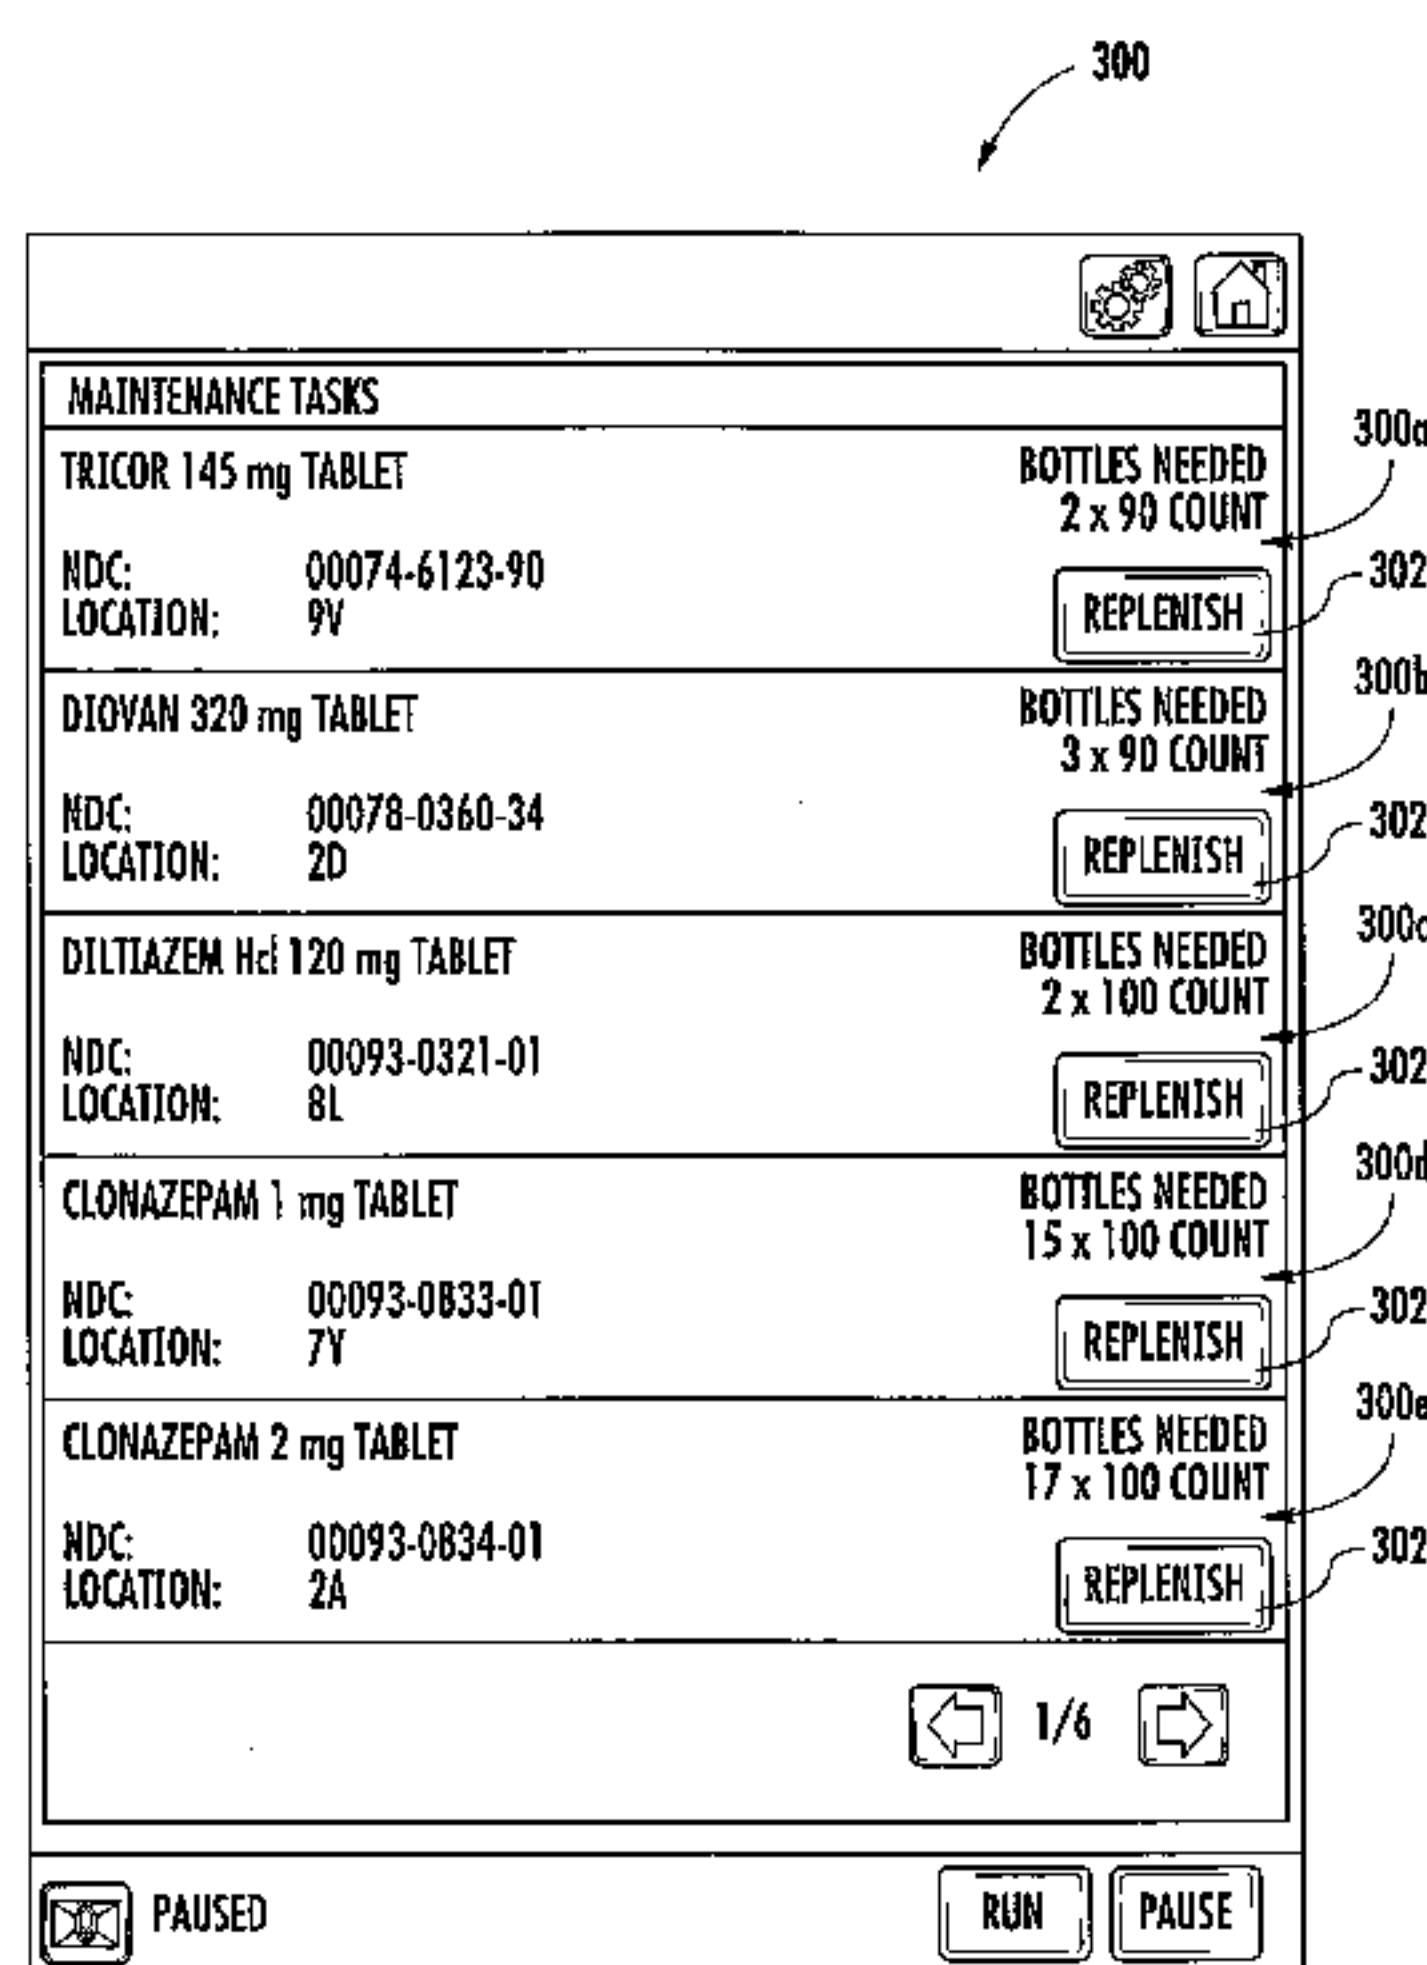 300
MAINTENANCE TASKS
TRICOR 145 mg TABLET
BOTTLES NEEDED
2 x 90 COUNT
300a
NDC: 00074-6123-90
LOCATION: 9V
REPLENISH
302
DIOVAN 320 mg TABLET
BOTTLES NEEDED
3 x 90 COUNT
300b
NDC: 00078-0360-34
LOCATION: 2D
REPLENISH
302
DILTIAZEM Hcl 120 mg TABLET
BOTTLES NEEDED
2 x 100 COUNT
300c
NDC: 00093-0321-01
LOCATION: 8L
REPLENISH
302
CLONAZEPAM 1 mg TABLET
BOTTLES NEEDED
15 x 100 COUNT
300d
NDC: 00093-0833-01
LOCATION: 7Y
REPLENISH
302
CLONAZEPAM 2 mg TABLET
BOTTLES NEEDED
17 x 100 COUNT
300e
NDC: 00093-0834-01
LOCATION: 2A
REPLENISH
302
1/6
PAUSED
RUN
PAUSE